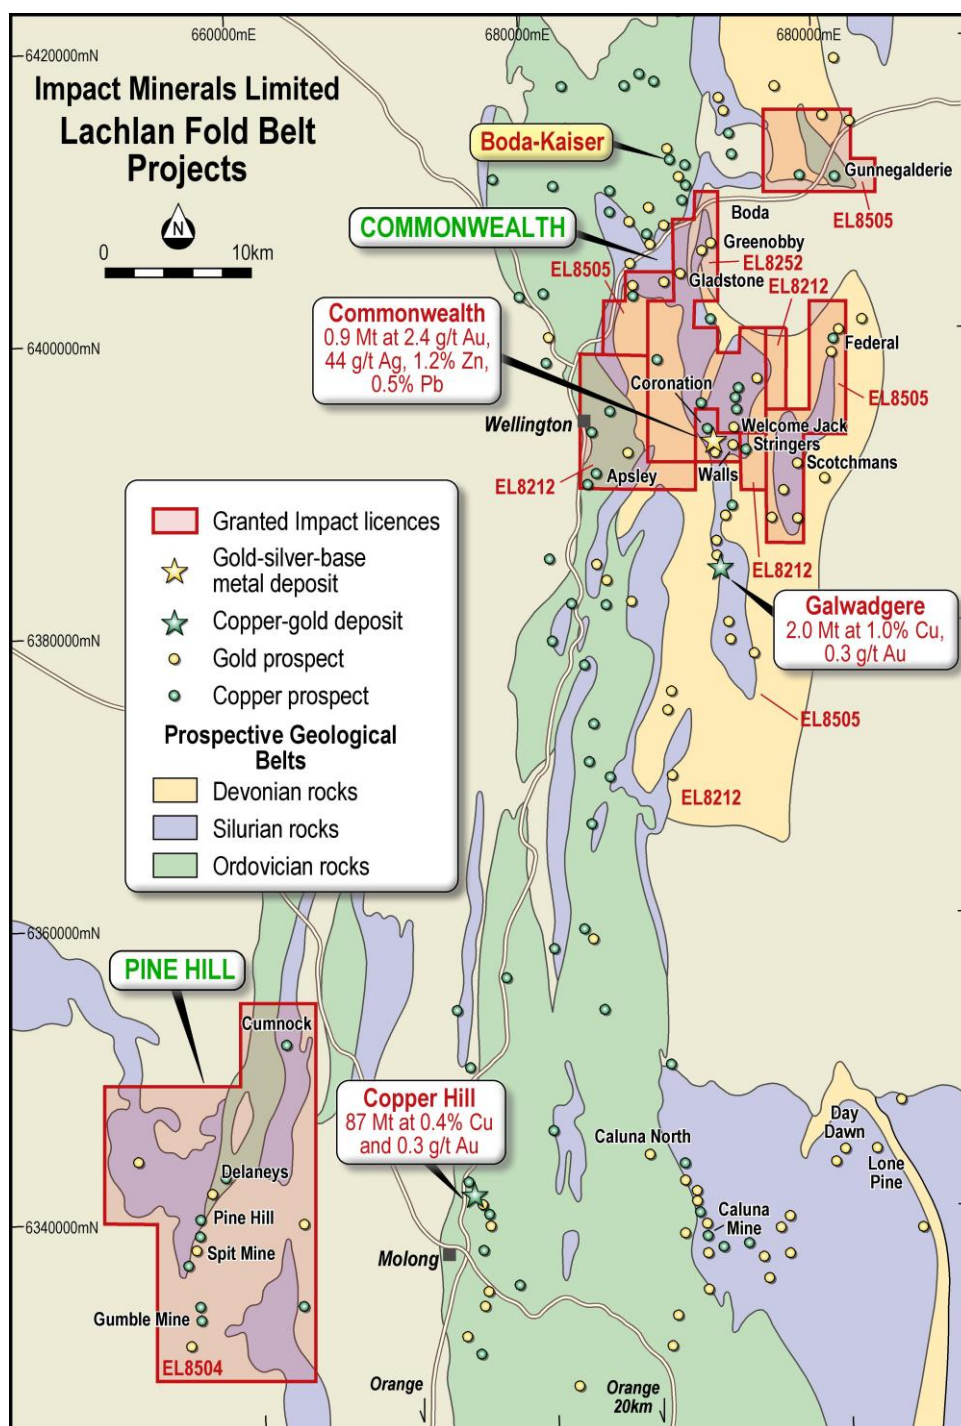 660000mE
680000mE
680000mE
6420000mN
Impact Minerals Limited
Lachlan Fold Belt
Projects
N
0
10km
Boda-Kaiser
Gunnegalderie
EL8505
COMMONWEALTH
Boda
Greenobby
EL8252
EL8505
Gladstone
EL8212
Commonwealth
0.9 Mt at 2.4 g/t Au,
44 g/t Ag, 1.2% Zn,
0.5% Pb
6400000mN
Federal
Coronation
EL8505
Wellington
Welcome Jack
Stringers
Scotchmans
EL8212
Apsley
Walls
EL8212
Granted Impact licences
Gold-silver-base
metal deposit
Copper-gold deposit
Gold prospect
Copper prospect
Prospective Geological
Belts
Devonian rocks
Silurian rocks
Ordovician rocks
Galwadgere
2.0 Mt at 1.0% Cu,
0.3 g/t Au
6380000mN
EL8505
EL8212
6360000mN
PINE HILL
Cumnock
Copper Hill
87 Mt at 0.4% Cu
and 0.3 g/t Au
Day
Dawn
Caluna North
Lone
Pine
Delaneys
Pine Hill
6340000mN
Caluna
Mine
Spit Mine
Molong
Gumble Mine
EL8504
Orange
Orange
20km